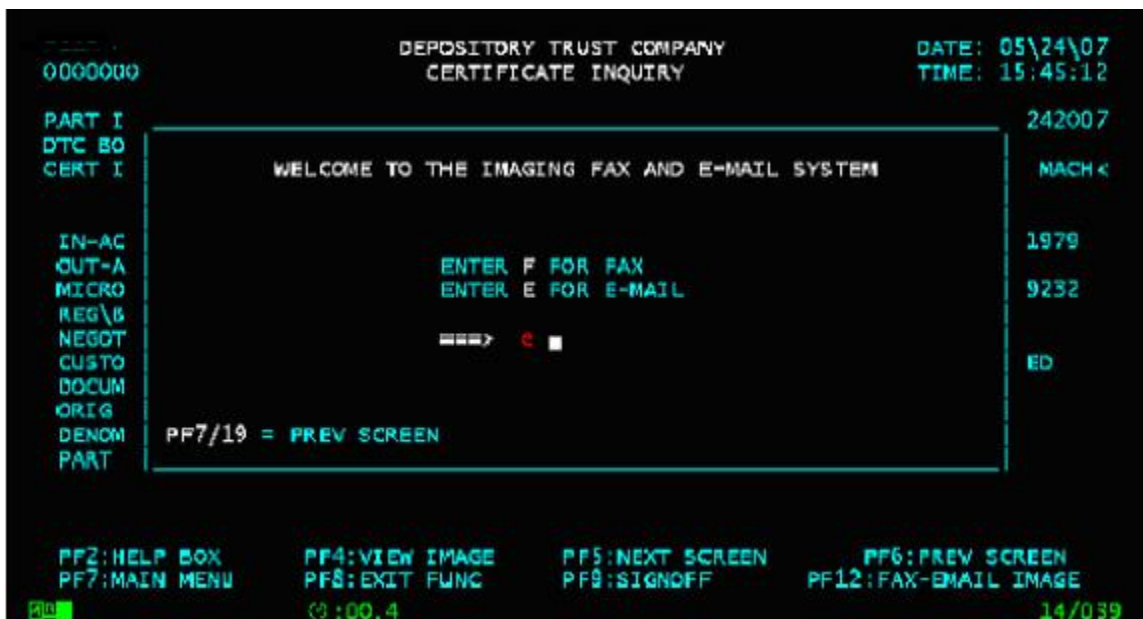 DEPOSITORY TRUST COMPANY DATE: 05\24\07
0000000 CERTIFICATE INQUIRY TIME: 15:45:12
PART I 242007
DTC BO
CERT I WELCOME TO THE IMAGING FAX AND E-MAIL SYSTEM MACH <
IN-AC 1979
OUT-A ENTER F FOR FAX
MICRO ENTER E FOR E-MAIL 9232
REG\B
NEGOT ===> e
CUSTO ED
DOCUM
ORIG
DENOM PF7/19 = PREV SCREEN
PART
PF2:HELP BOX PF4:VIEW IMAGE PF5:NEXT SCREEN PF6:PREV SCREEN
PF7:MAIN MENU PF8:EXIT FUNC PF9:SIGNOFF PF12:FAX-EMAIL IMAGE
:00.4 14/039